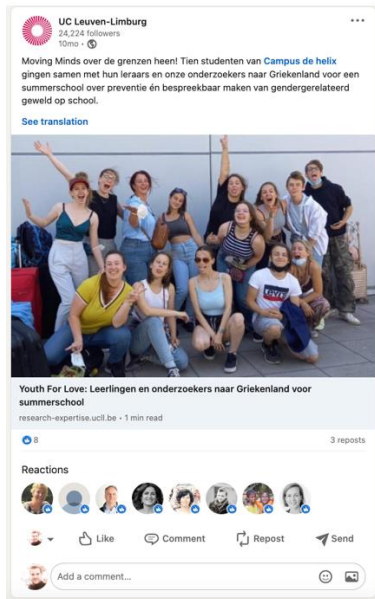 UC Leuven-Limburg
24,224 followers
10mo •
Moving Minds over de grenzen heen! Tien studenten van Campus de helix
gingen samen met hun leraars en onze onderzoekers naar Griekenland voor een
summerschool over preventie én bespreekbaar maken van gendergerelateerd
geweld op school.
See translation
LEVI'S
Youth For Love: Leerlingen en onderzoekers naar Griekenland voor
summerschool
research-expertise.ucll.be • 1 min read
8
3 reposts
Reactions
Like
Comment
Repost
Send
Add a comment...